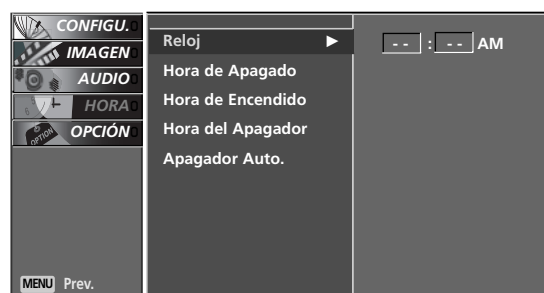 CONFIGU.
IMAGEN
AUDIO
HORA
OPCIÓN
OPTION
MENU Prev.
Reloj ►
Hora de Apagado
Hora de Encendido
Hora del Apagador
Apagador Auto.
- - : - - AM